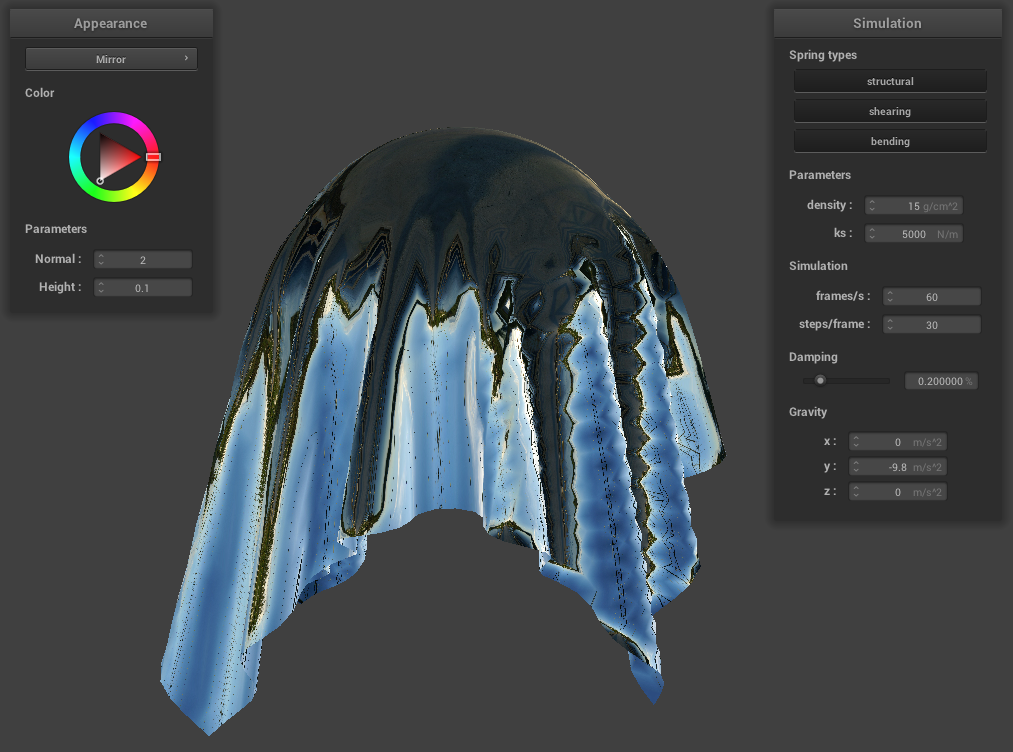 Appearance
Mirror ›
Color
Parameters
Normal : 2
Height : 0.1
Simulation
Spring types
structural
shearing
bending
Parameters
density : 15 g/cm^2
ks : 5000 N/m
Simulation
frames/s : 60
steps/frame : 30
Damping
0.200000 %
Gravity
x : 0 m/s^2
y : -9.8 m/s^2
z : 0 m/s^2